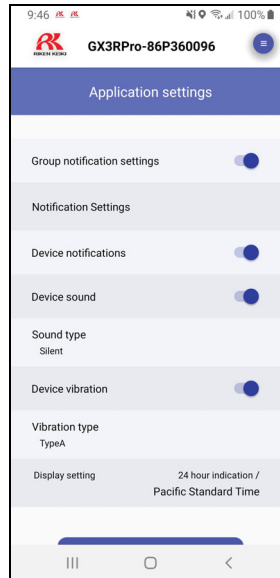 9:46
100%
RIKEN KEIKI
GX3RPro-86P360096
Application settings
Group notification settings
Notification Settings
Device notifications
Device sound
Sound type
Silent
Device vibration
Vibration type
TypeA
Display setting
24 hour indication /
Pacific Standard Time